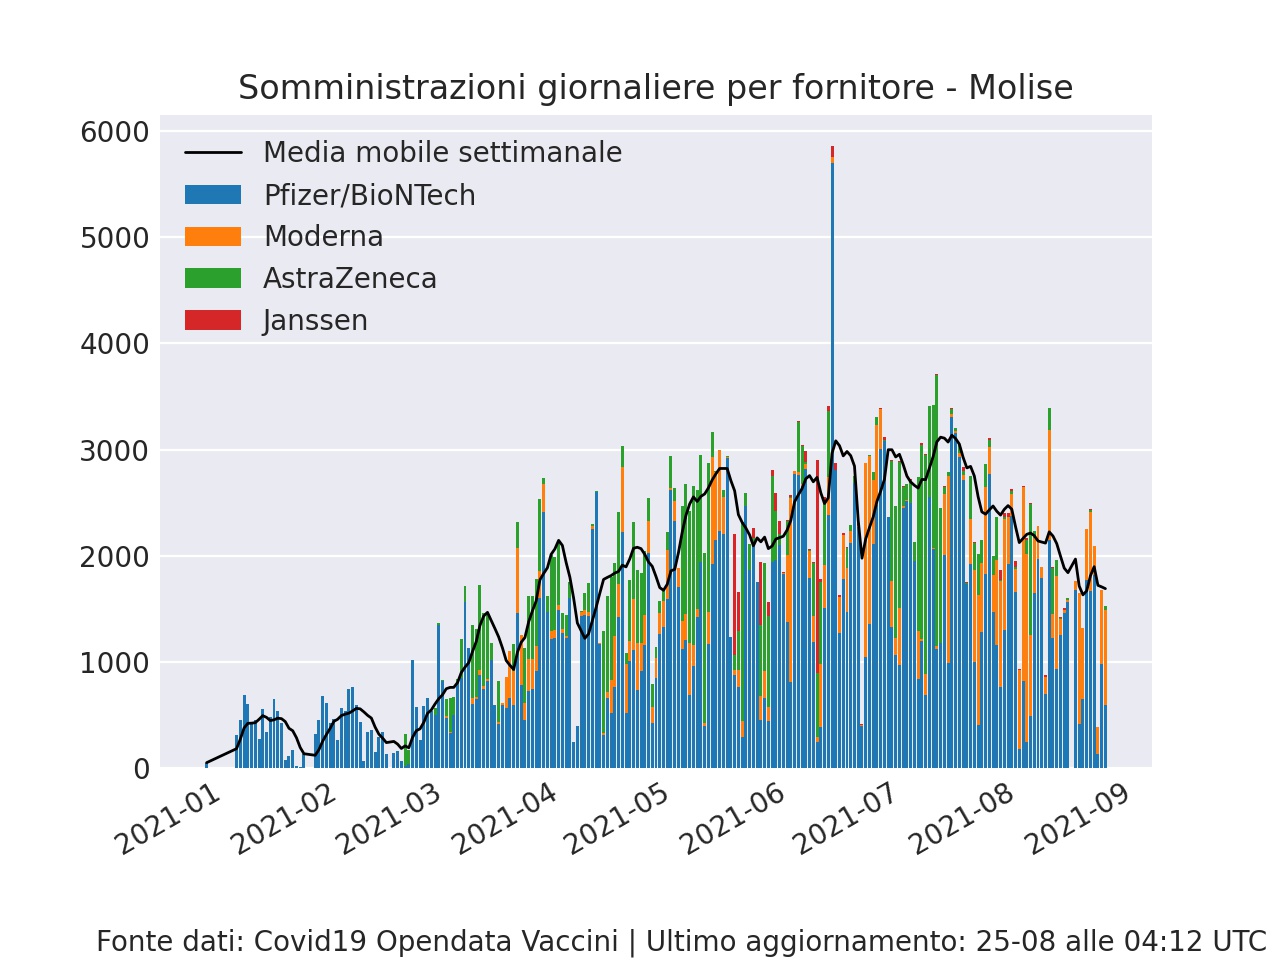 Somministrazioni giornaliere per fornitore - Molise
6000
5000
4000
3000
2000
1000
0
Media mobile settimanale
Pfizer/BioNTech
Moderna
AstraZeneca
Janssen
2021-01
2021-02
2021-03
2021-04
2021-05
2021-06
2021-07
2021-08
2021-09
Fonte dati: Covid19 Opendata Vaccini | Ultimo aggiornamento: 25-08 alle 04:12 UTC